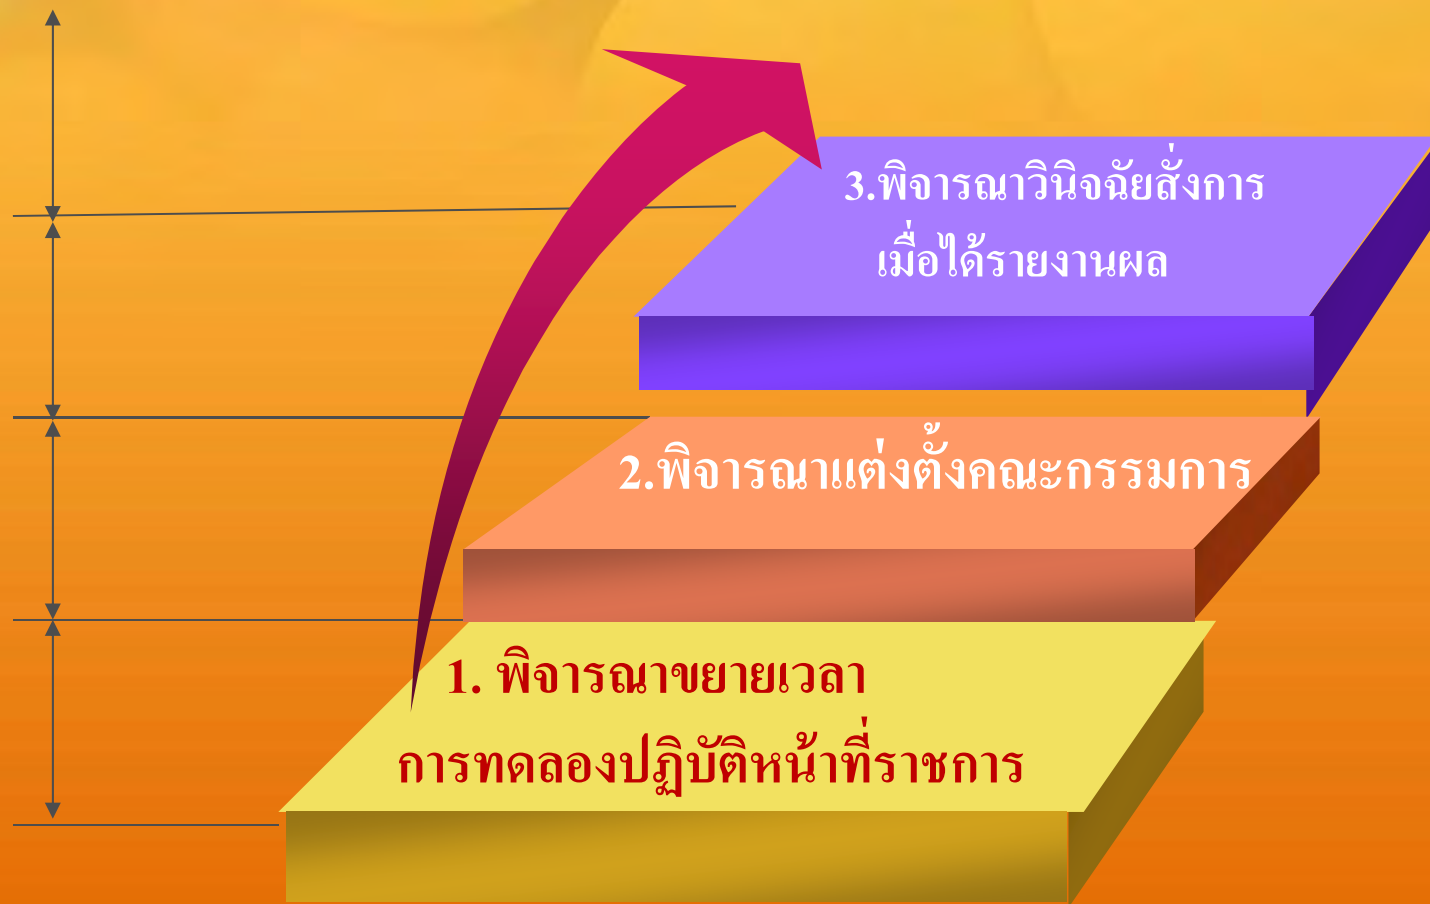 3.พิจารณาวินิจฉัยสั่งการ
เมื่อได้รายงานผล
2.พิจารณาแต่งตั้งคณะกรรมการ
1. พิจารณาขยายเวลา
การทดลองปฏิบัติหน้าที่ราชการ